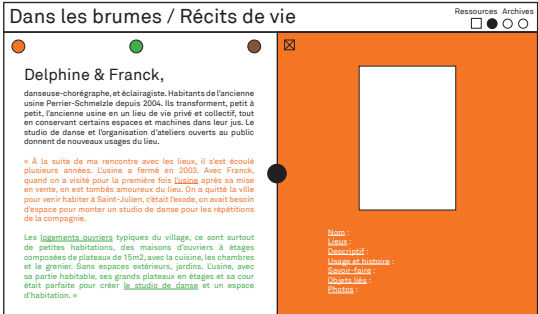 Dans les brumes / Récits de vie
Ressources Archives
Delphine & Franck,
danseuse-chorégraphe, et éclairagiste. Habitants de l'ancienne
usine Perrier-Schmelzle depuis 2004. Ils transforment, petit à
petit, l'ancienne usine en un lieu de vie privé et collectif, tout
en conservant certains espaces et machines dans leur jus. Le
studio de danse et l'organisation d'ateliers ouverts au public
donnent de nouveaux usages du lieu.
« À la suite de ma rencontre avec les lieux, il s'est écoulé
plusieurs années. L'usine a fermé en 2003. Avec Franck,
quand on a visité pour la première fois l'usine après sa mise
en vente, on est tombés amoureux du lieu. On a quitté la ville
pour venir habiter à Saint-Julien, c'était l'exode, on avait besoin
d'espace pour monter un studio de danse pour les répétitions
de la compagnie.
Les logements ouvriers typiques du village, ce sont surtout
de petites habitations, des maisons d'ouvriers à étages
composées de plateaux de 15m2, avec la cuisine, les chambres
et le grenier. Sans espaces extérieurs, jardins. L'usine, avec
sa partie habitable, ses grands plateaux en étages et sa cour
était parfaite pour créer le studio de danse et un espace
d'habitation. »
Nom :
Lieux :
Descriptif :
Usage et histoire :
Savoir-faire :
Objets liés :
Photos :